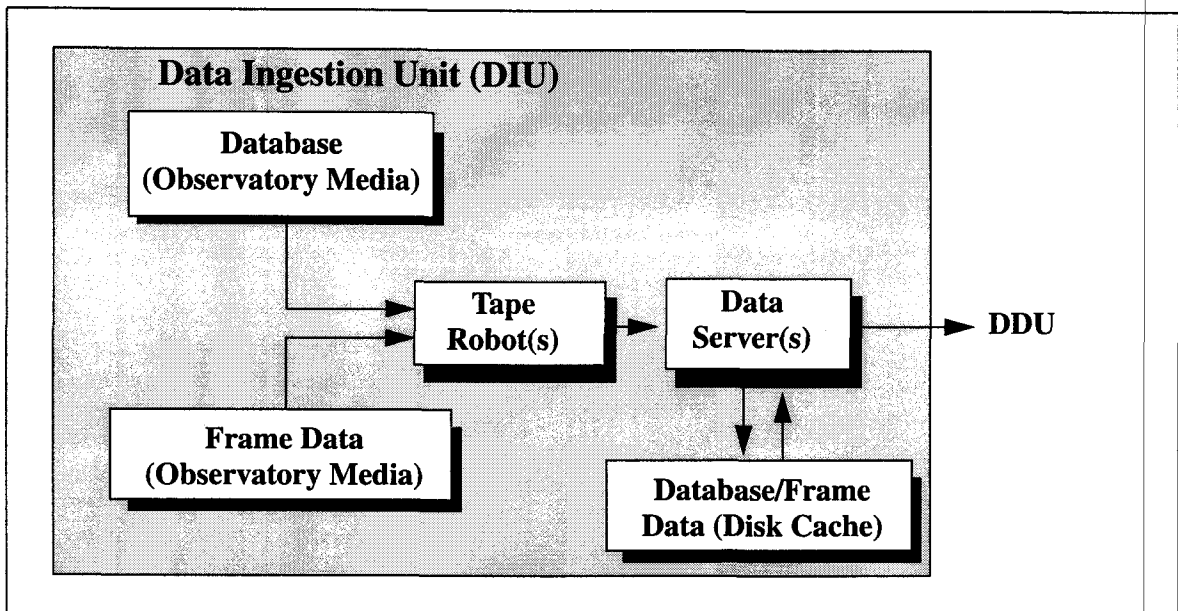 Data Ingestion Unit (DIU)
Database
(Observatory Media)
Tape
Robot(s)
Data
Server(s)
DDU
Frame Data
(Observatory Media)
Database/Frame
Data (Disk Cache)